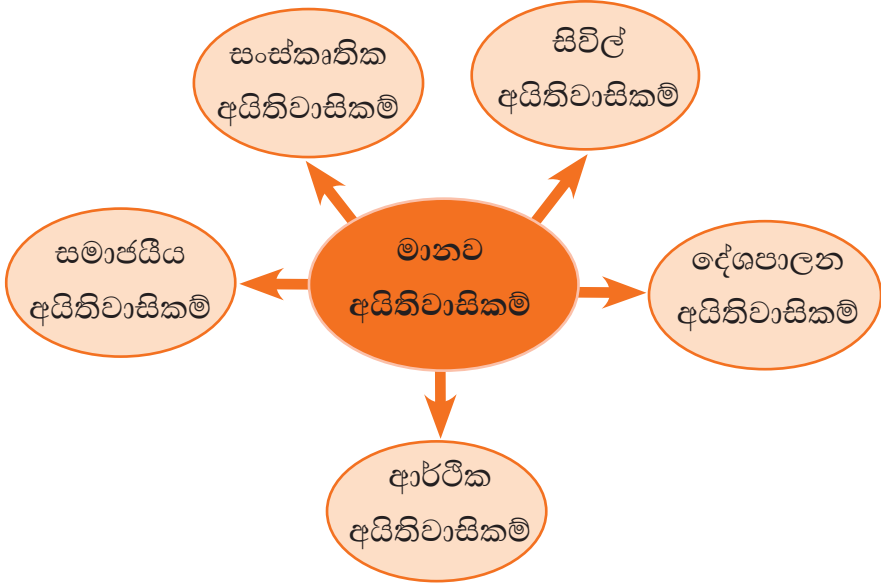 සංස්කෘතික
අයිතිවාසිකම්
සිවිල්
අයිතිවාසිකම්
සමාජයීය
අයිතිවාසිකම්
මානව
අයිතිවාසිකම්
දේශපාලන
අයිතිවාසිකම්
ආර්ථික
අයිතිවාසිකම්